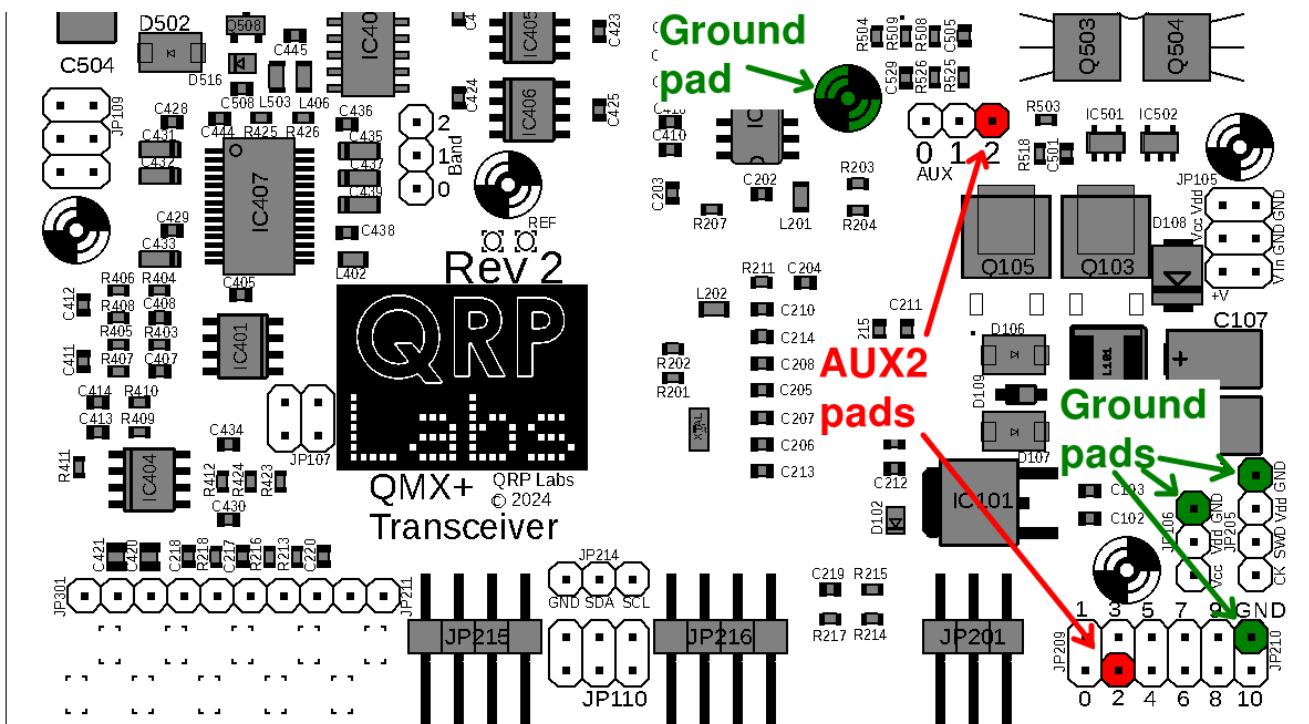 D502
Q508
C445
IC405
C423
Ground
pad
R504
R509
R508
C505
Q503
Q504
C504
D516
C508
L503
L406
IC406
C424
C425
C529
R526
R525
JP109
C428
C444
R425
R426
C436
2
1
0
Band
C410
R503
IC501
IC502
C431
C432
C435
C437
C439
IC407
R518
C501
0 1 2
AUX
C203
C202
R203
R204
R207
L201
JP105
Vcc Vdd GND
GND
Vin GND
+V
C429
C433
C438
L402
REF
Rev 2
D108
Q105
Q103
R406
R404
C405
C412
R408
C408
R405
R403
C411
R407
C407
IC401
R211
C204
L202
C210
C211
C214
215
C208
C205
C207
C206
C213
R202
R201
XTAL
D106
D109
D107
L101
C107
+
AUX2
pads
Ground
pads
QRP
Labs
C414
R410
C413
R409
JP107
C434
R411
IC404
R412
R424
R423
C430
QMX+
QRP Labs
© 2024
Transceiver
C212
D102
IC101
C103
C102
JP106
Vcc Vdd GND
JP205
CK SWD Vdd GND
C421
C420
C218
R218
C217
R216
R213
C220
JP301
JP211
JP214
GND SDA SCL
C219
R215
R217
R214
JP215
JP216
JP201
JP110
1 3 5 7 9 GND
JP209
JP210
0 2 4 6 8 10